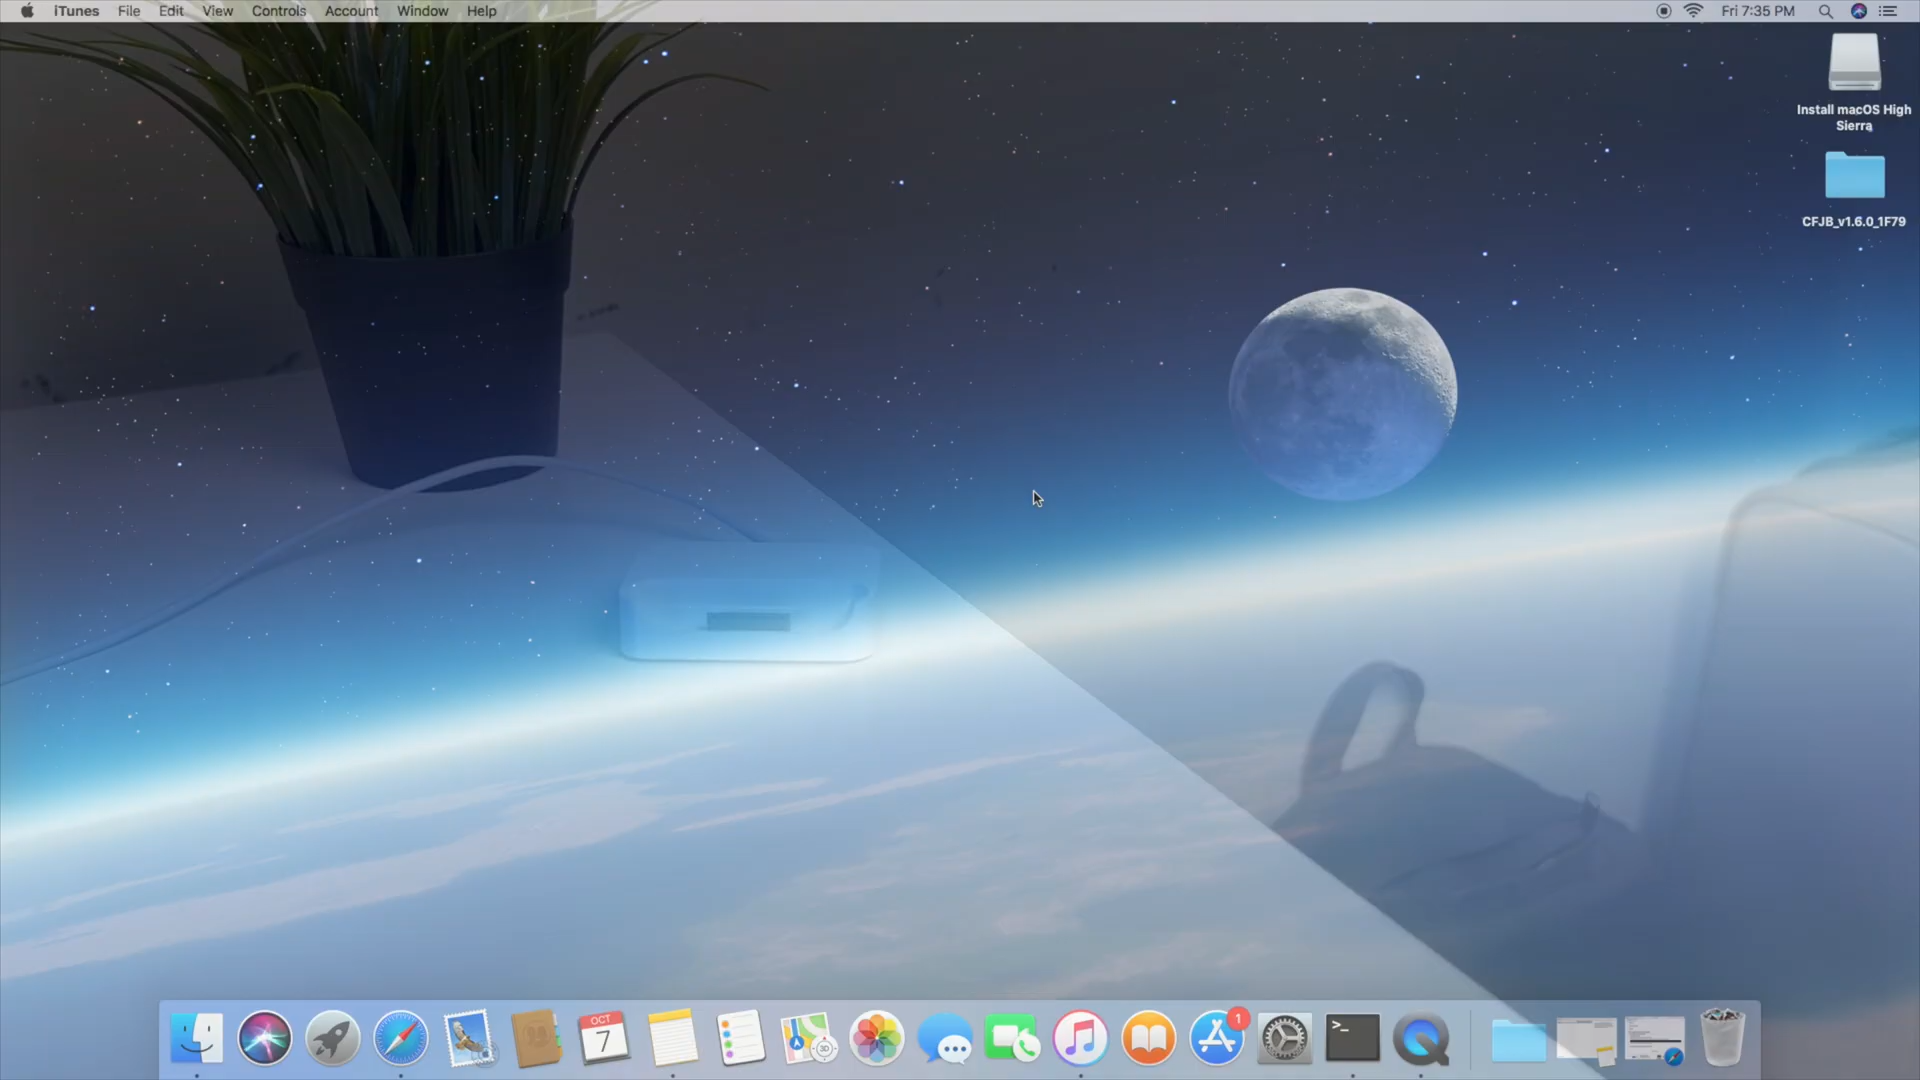 iTunes File Edit View Controls Account Window Help
Fri 7:35 PM
Install macOS High
Sierra
CFJB_v1.6.0_1F79
OCT
7
3D
1
>_